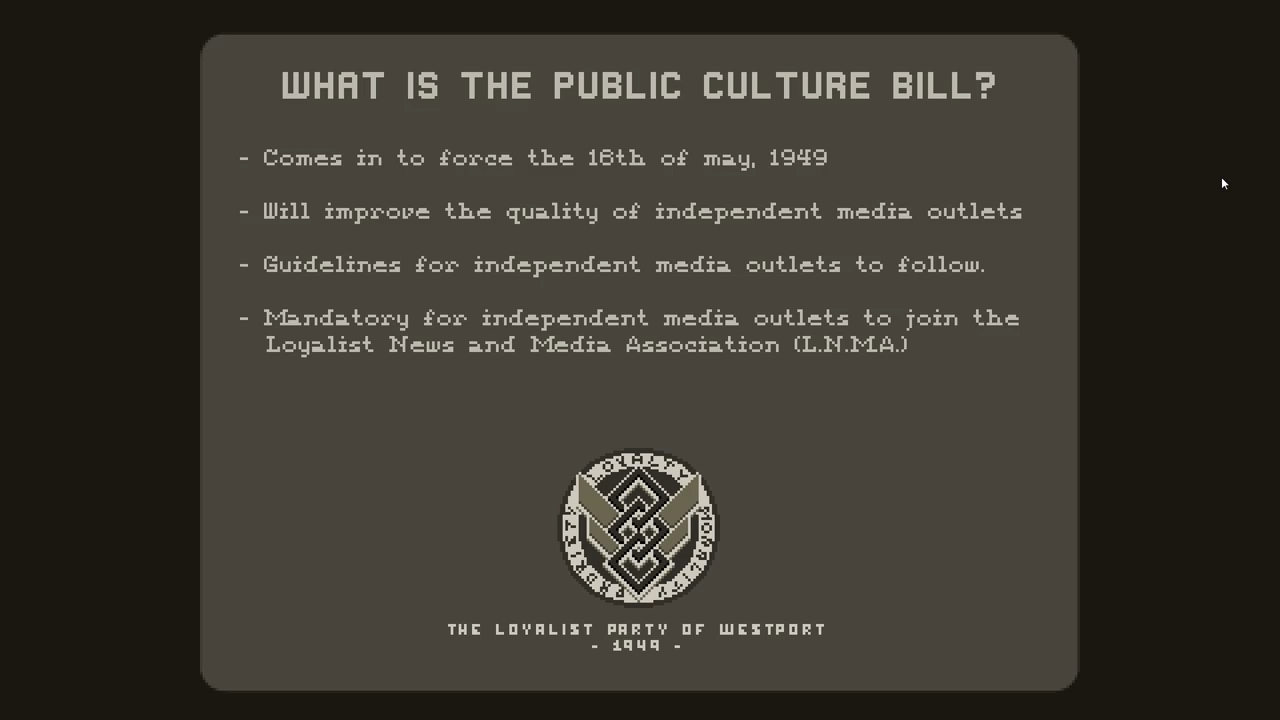 WHAT IS THE PUBLIC CULTURE BILL?
- Comes in to force the 16th of may, 1949
- Will improve the quality of independent media outlets
- Guidelines for independent media outlets to follow.
- Mandatory for independent media outlets to join the
Loyalist News and Media Association (L.N.M.A.)
LOYALTY
THE LOYALIST PARTY OF WESTPORT
- 1949 -